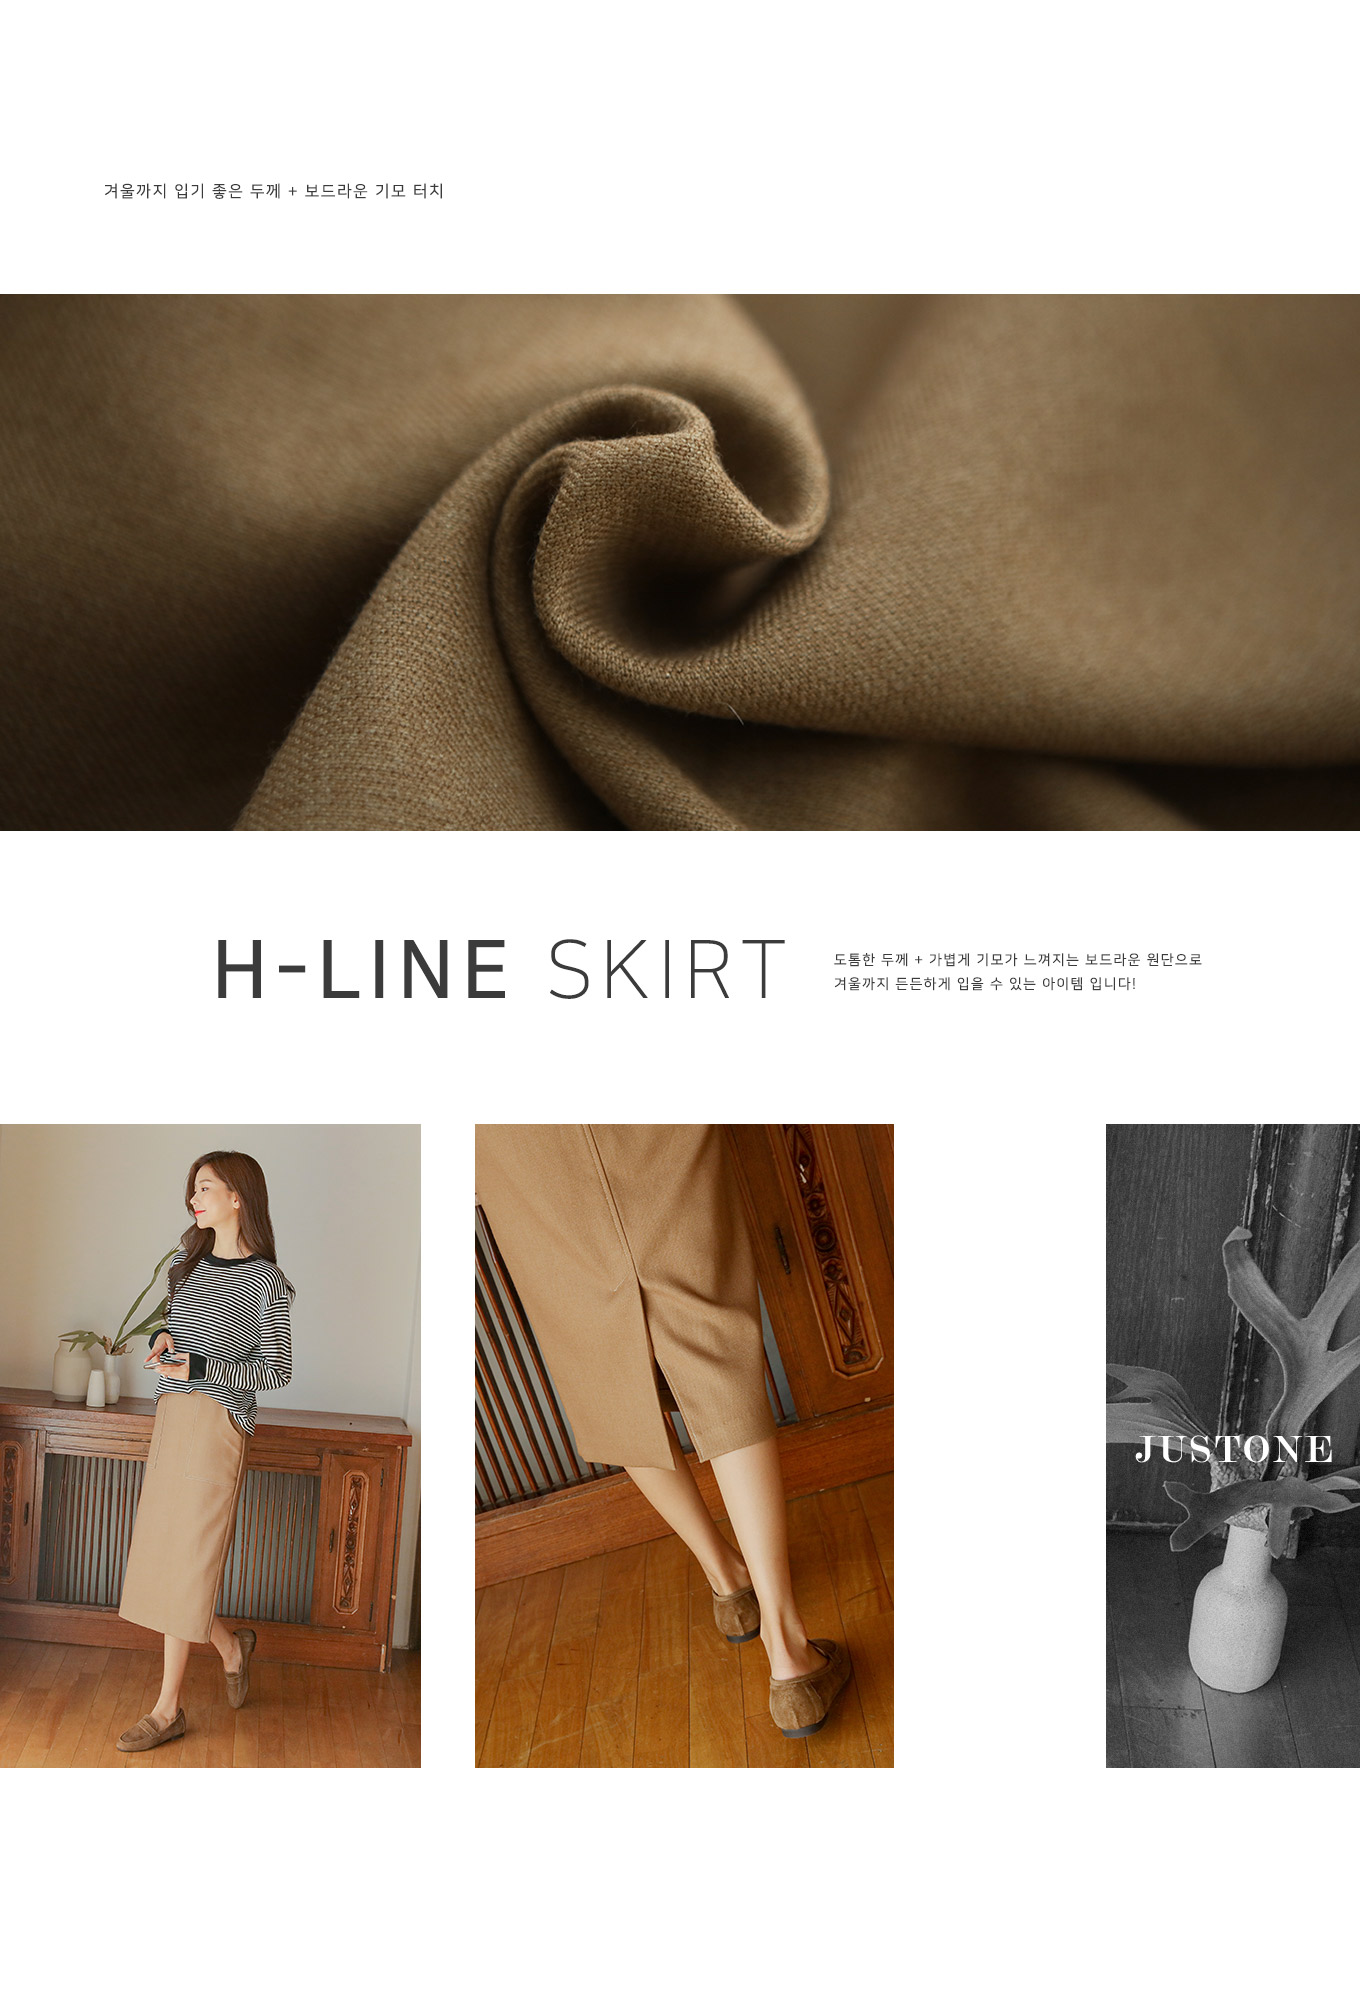 겨울까지 입기 좋은 두께 + 보드라운 기모 터치
H-LINE SKIRT
도톰한 두께 + 가볍게 기모가 느껴지는 보드라운 원단으로
겨울까지 든든하게 입을 수 있는 아이템 입니다!
JUSTONE